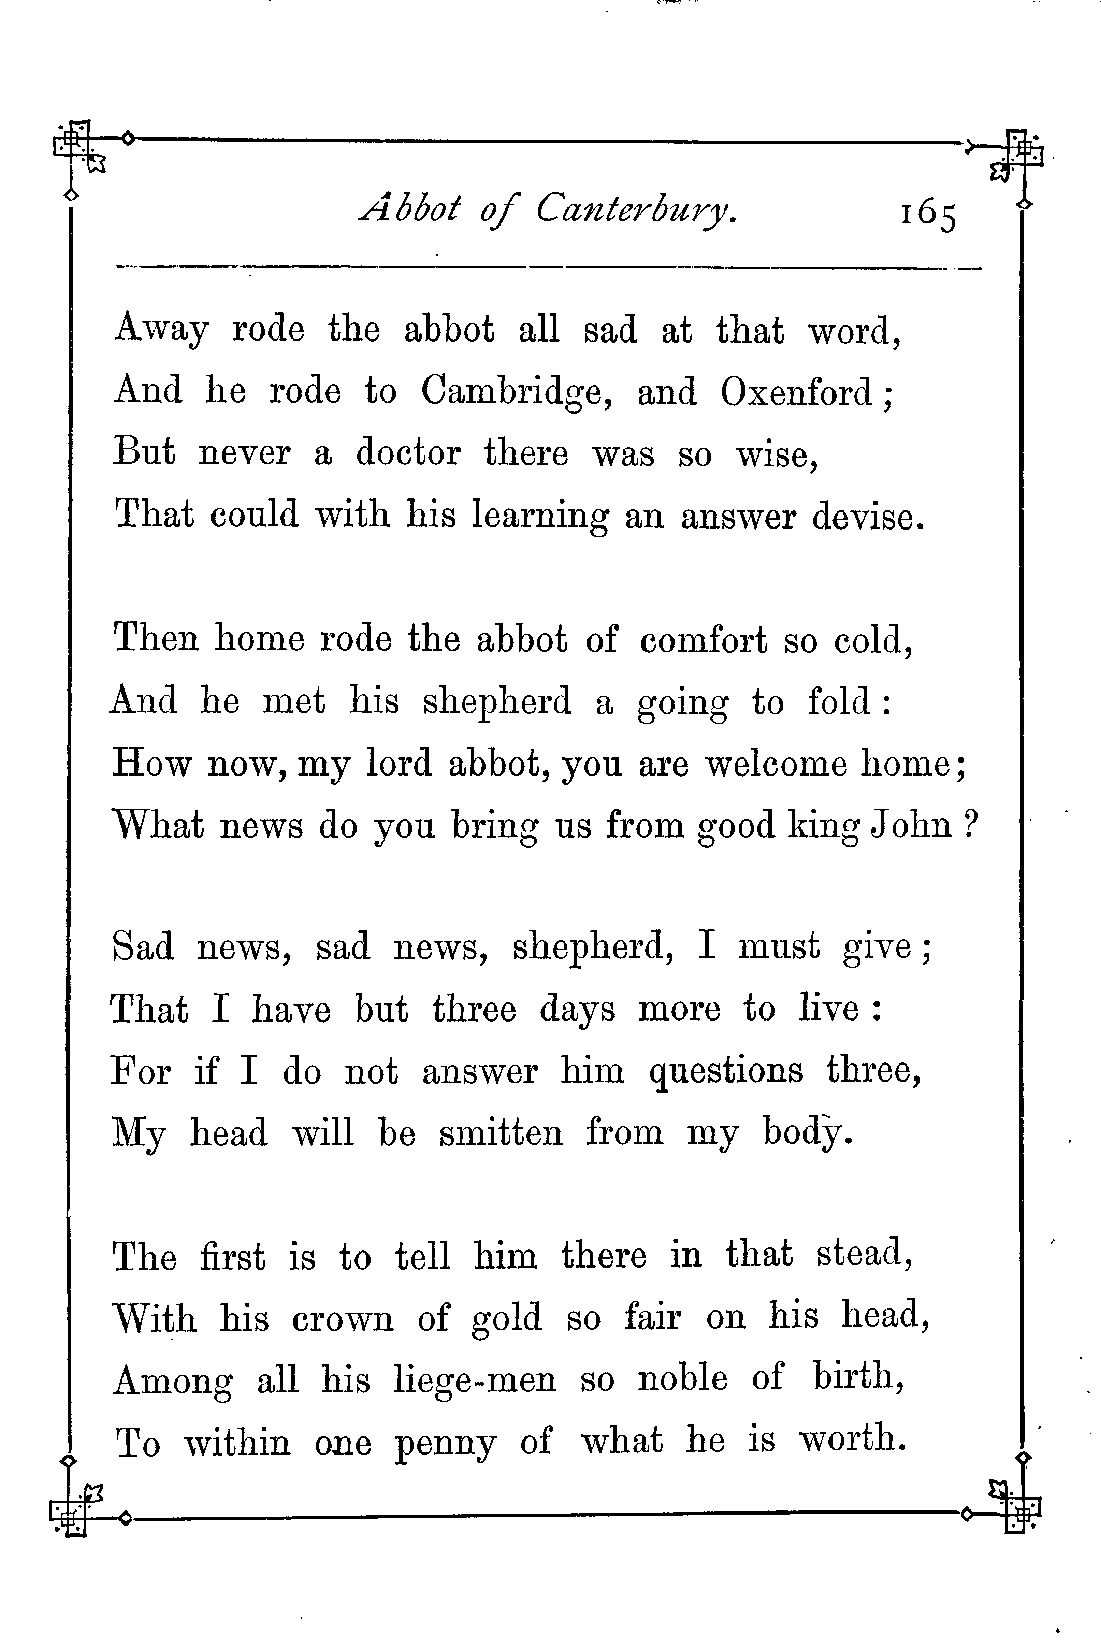 Abbot of Canterbury. 165
Away rode the abbot all sad at that word,
And he rode to Cambridge, and Oxenford ;
But never a doctor there was so wise,
That could with his learning an answer devise.
Then home rode the abbot of comfort so cold,
And he met his shepherd a going to fold :
How now, my lord abbot, you are welcome home;
What news do you bring us from good king John ?
Sad news, sad news, shepherd, I must give ;
That I have but three days more to live :
For if I do not answer him questions three,
My head will be smitten from my body.
The first is to tell him there in that stead,
With his crown of gold so fair on his head,
Among all his liege-men so noble of birth,
To within one penny of what he is worth.